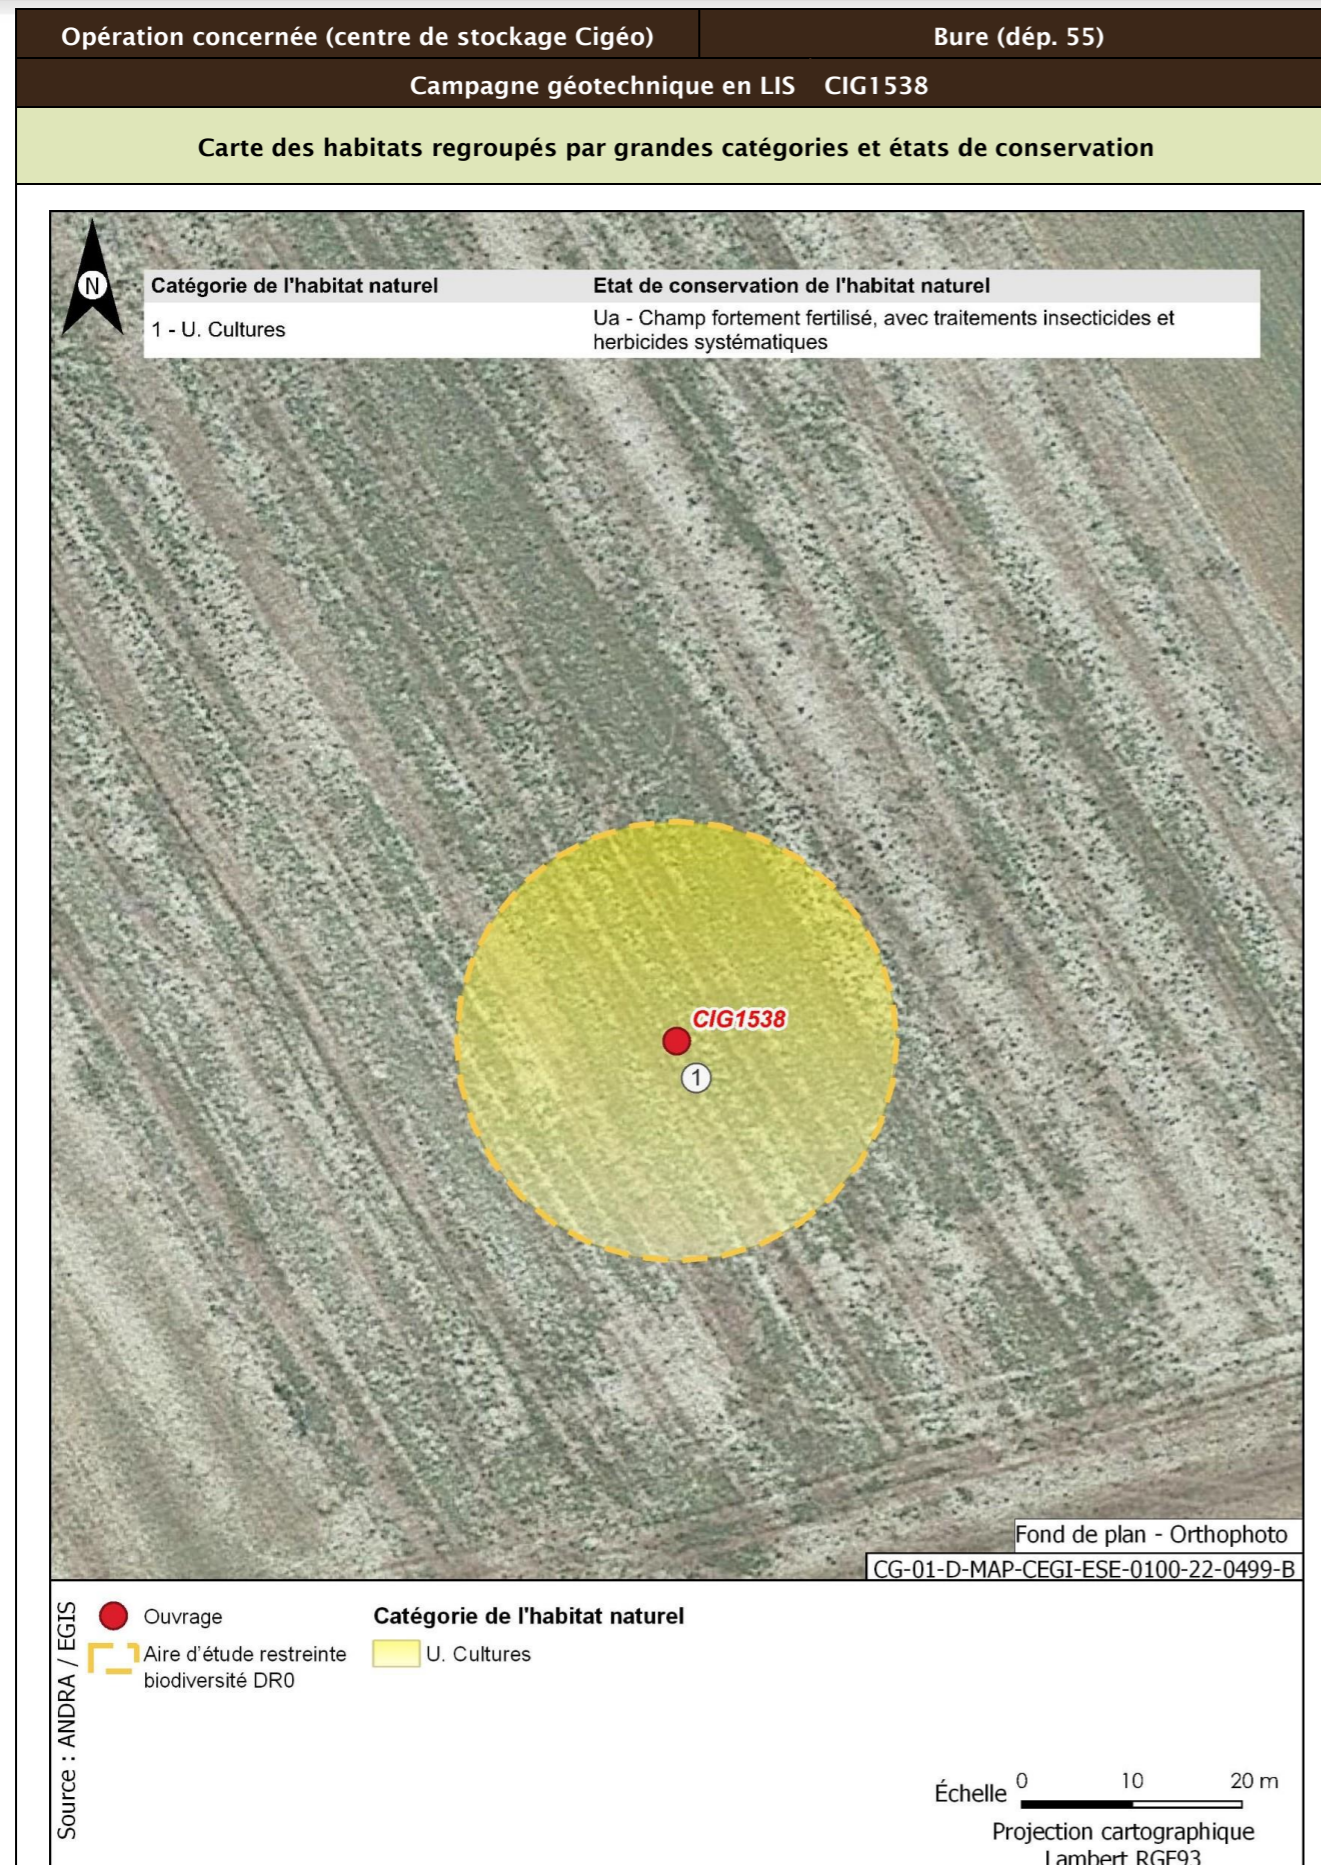 Opération concernée (centre de stockage Cigéo)
Bure (dép. 55)
Campagne géotechnique en LIS CIG1538
Carte des habitats regroupés par grandes catégories et états de conservation
N
Catégorie de l'habitat naturel
Etat de conservation de l'habitat naturel
1 - U. Cultures
Ua - Champ fortement fertilisé, avec traitements insecticides et
herbicides systématiques
CIG1538
1
Fond de plan - Orthophoto
CG-01-D-MAP-CEGI-ESE-0100-22-0499-B
Source : ANDRA / EGIS
Ouvrage
Aire d'étude restreinte
biodiversité DR0
Catégorie de l'habitat naturel
U. Cultures
Échelle 0 10 20 m
Projection cartographique
Lambert RGF93